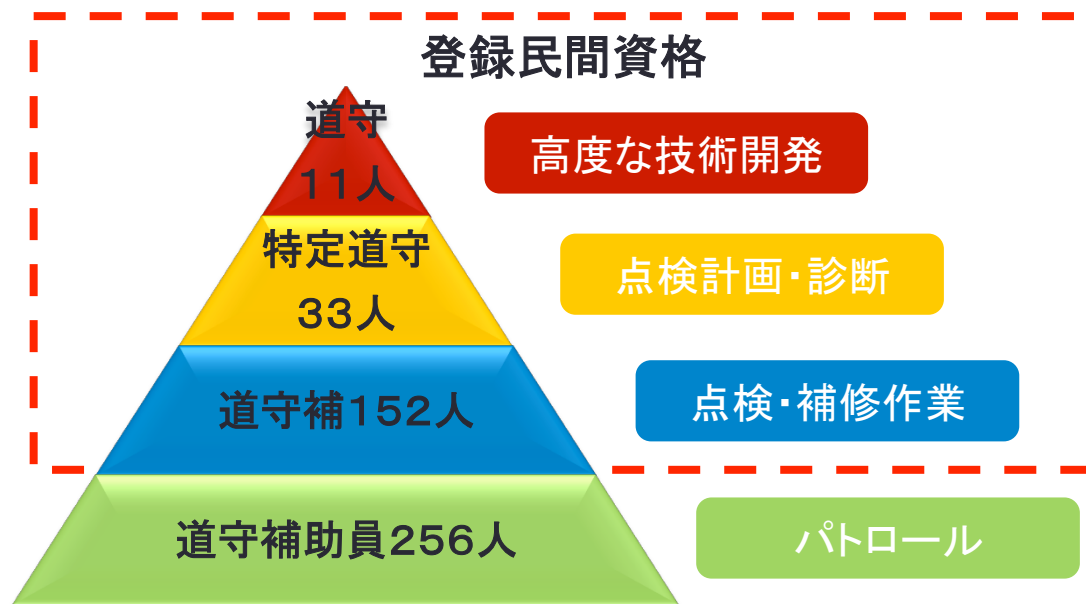 登録民間資格
道守
11人
高度な技術開発
特定道守
33人
点検計画・診断
道守補152人
点検・補修作業
道守補助員256人
パトロール